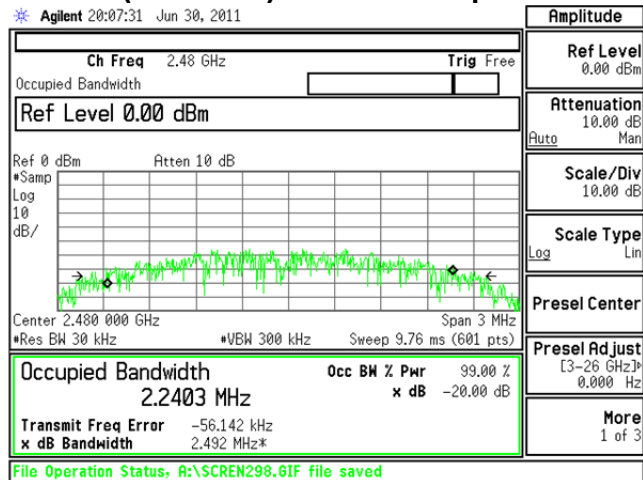 Agilent 20:07:31 Jun 30, 2011
Amplitude
Ch Freq 2.48 GHz Trig Free
Occupied Bandwidth
Ref Level 0.00 dBm
Ref 0 dBm Atten 10 dB
#Samp
Log
10
dB/
Center 2.480 000 GHz Span 3 MHz
#Res BW 30 kHz #VBW 300 kHz Sweep 9.76 ms (601 pts)
Occupied Bandwidth
2.2403 MHz
Occ BW % Pwr 99.00 %
x dB -20.00 dB
Transmit Freq Error -56.142 kHz
x dB Bandwidth 2.492 MHz*
File Operation Status, A:\SCREN298.GIF file saved
Ref Level
0.00 dBm
Attenuation
10.00 dB
Auto Man
Scale/Div
10.00 dB
Scale Type
Log Lin
Presel Center
Presel Adjust
[3-26 GHz]
0.000 Hz
More
1 of 3